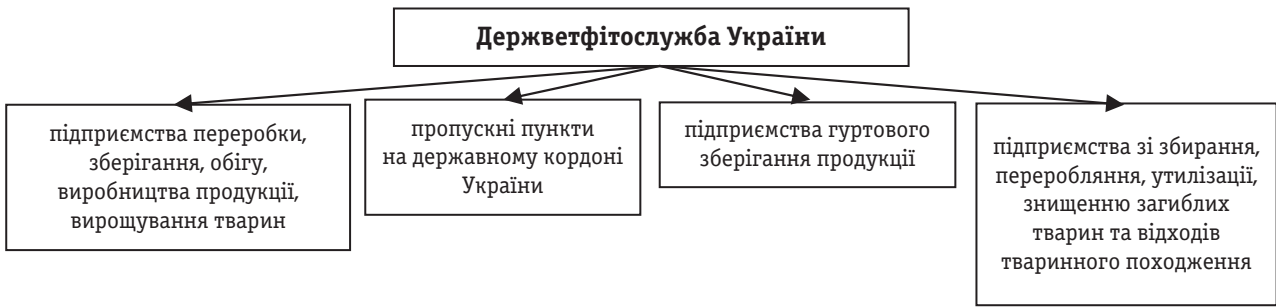 Держветфітослужба України
підприємства переробки,
зберігання, обігу,
виробництва продукції,
вирощування тварин
пропускні пункти
на державному кордоні
України
підприємства гуртового
зберігання продукції
підприємства зі збирання,
переробляння, утилізації,
знищенню загиблих
тварин та відходів
тваринного походження